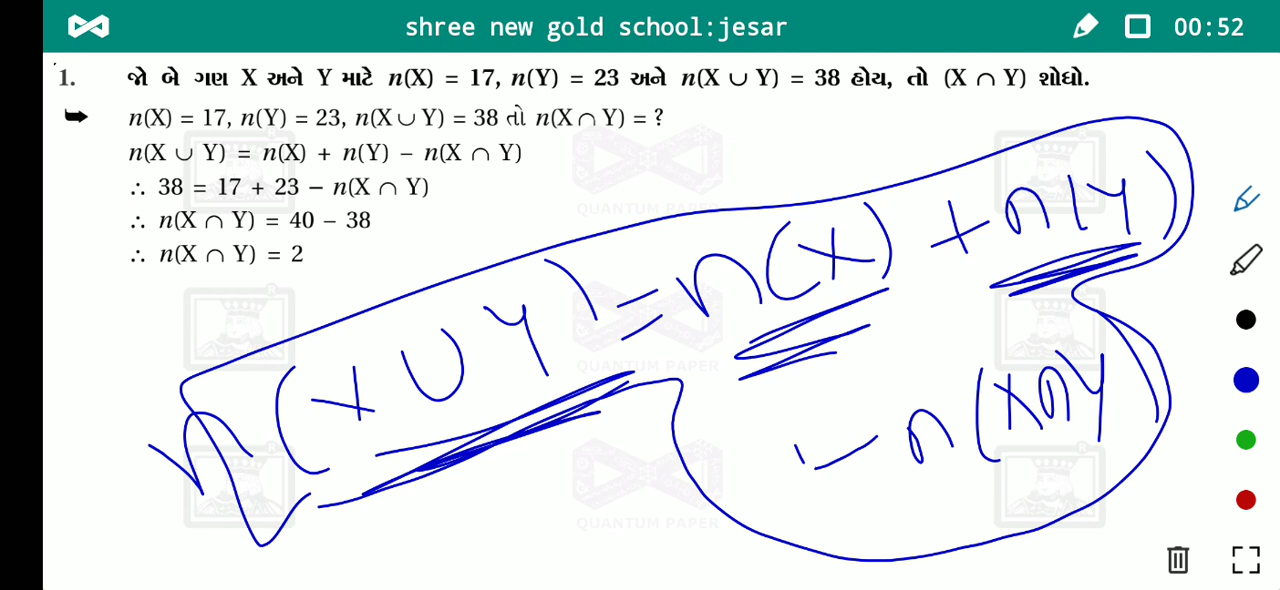 shree new gold school:jesar
00:52
1. જો બે ગણ X અને Y માટે n(X) = 17, n(Y) = 23 અને n(X ∪ Y) = 38 હોય, તો (X ∩ Y) શોધો.
➥ n(X) = 17, n(Y) = 23, n(X ∪ Y) = 38 તો n(X ∩ Y) = ?
n(X ∪ Y) = n(X) + n(Y) − n(X ∩ Y)
∴ 38 = 17 + 23 − n(X ∩ Y)
∴ n(X ∩ Y) = 40 − 38
∴ n(X ∩ Y) = 2
n(X ∪ Y) = n(X) + n(Y)
− n(X ∩ Y)
QUANTUM PAPER
QUANTUM PAPER
QUANTUM PAPER